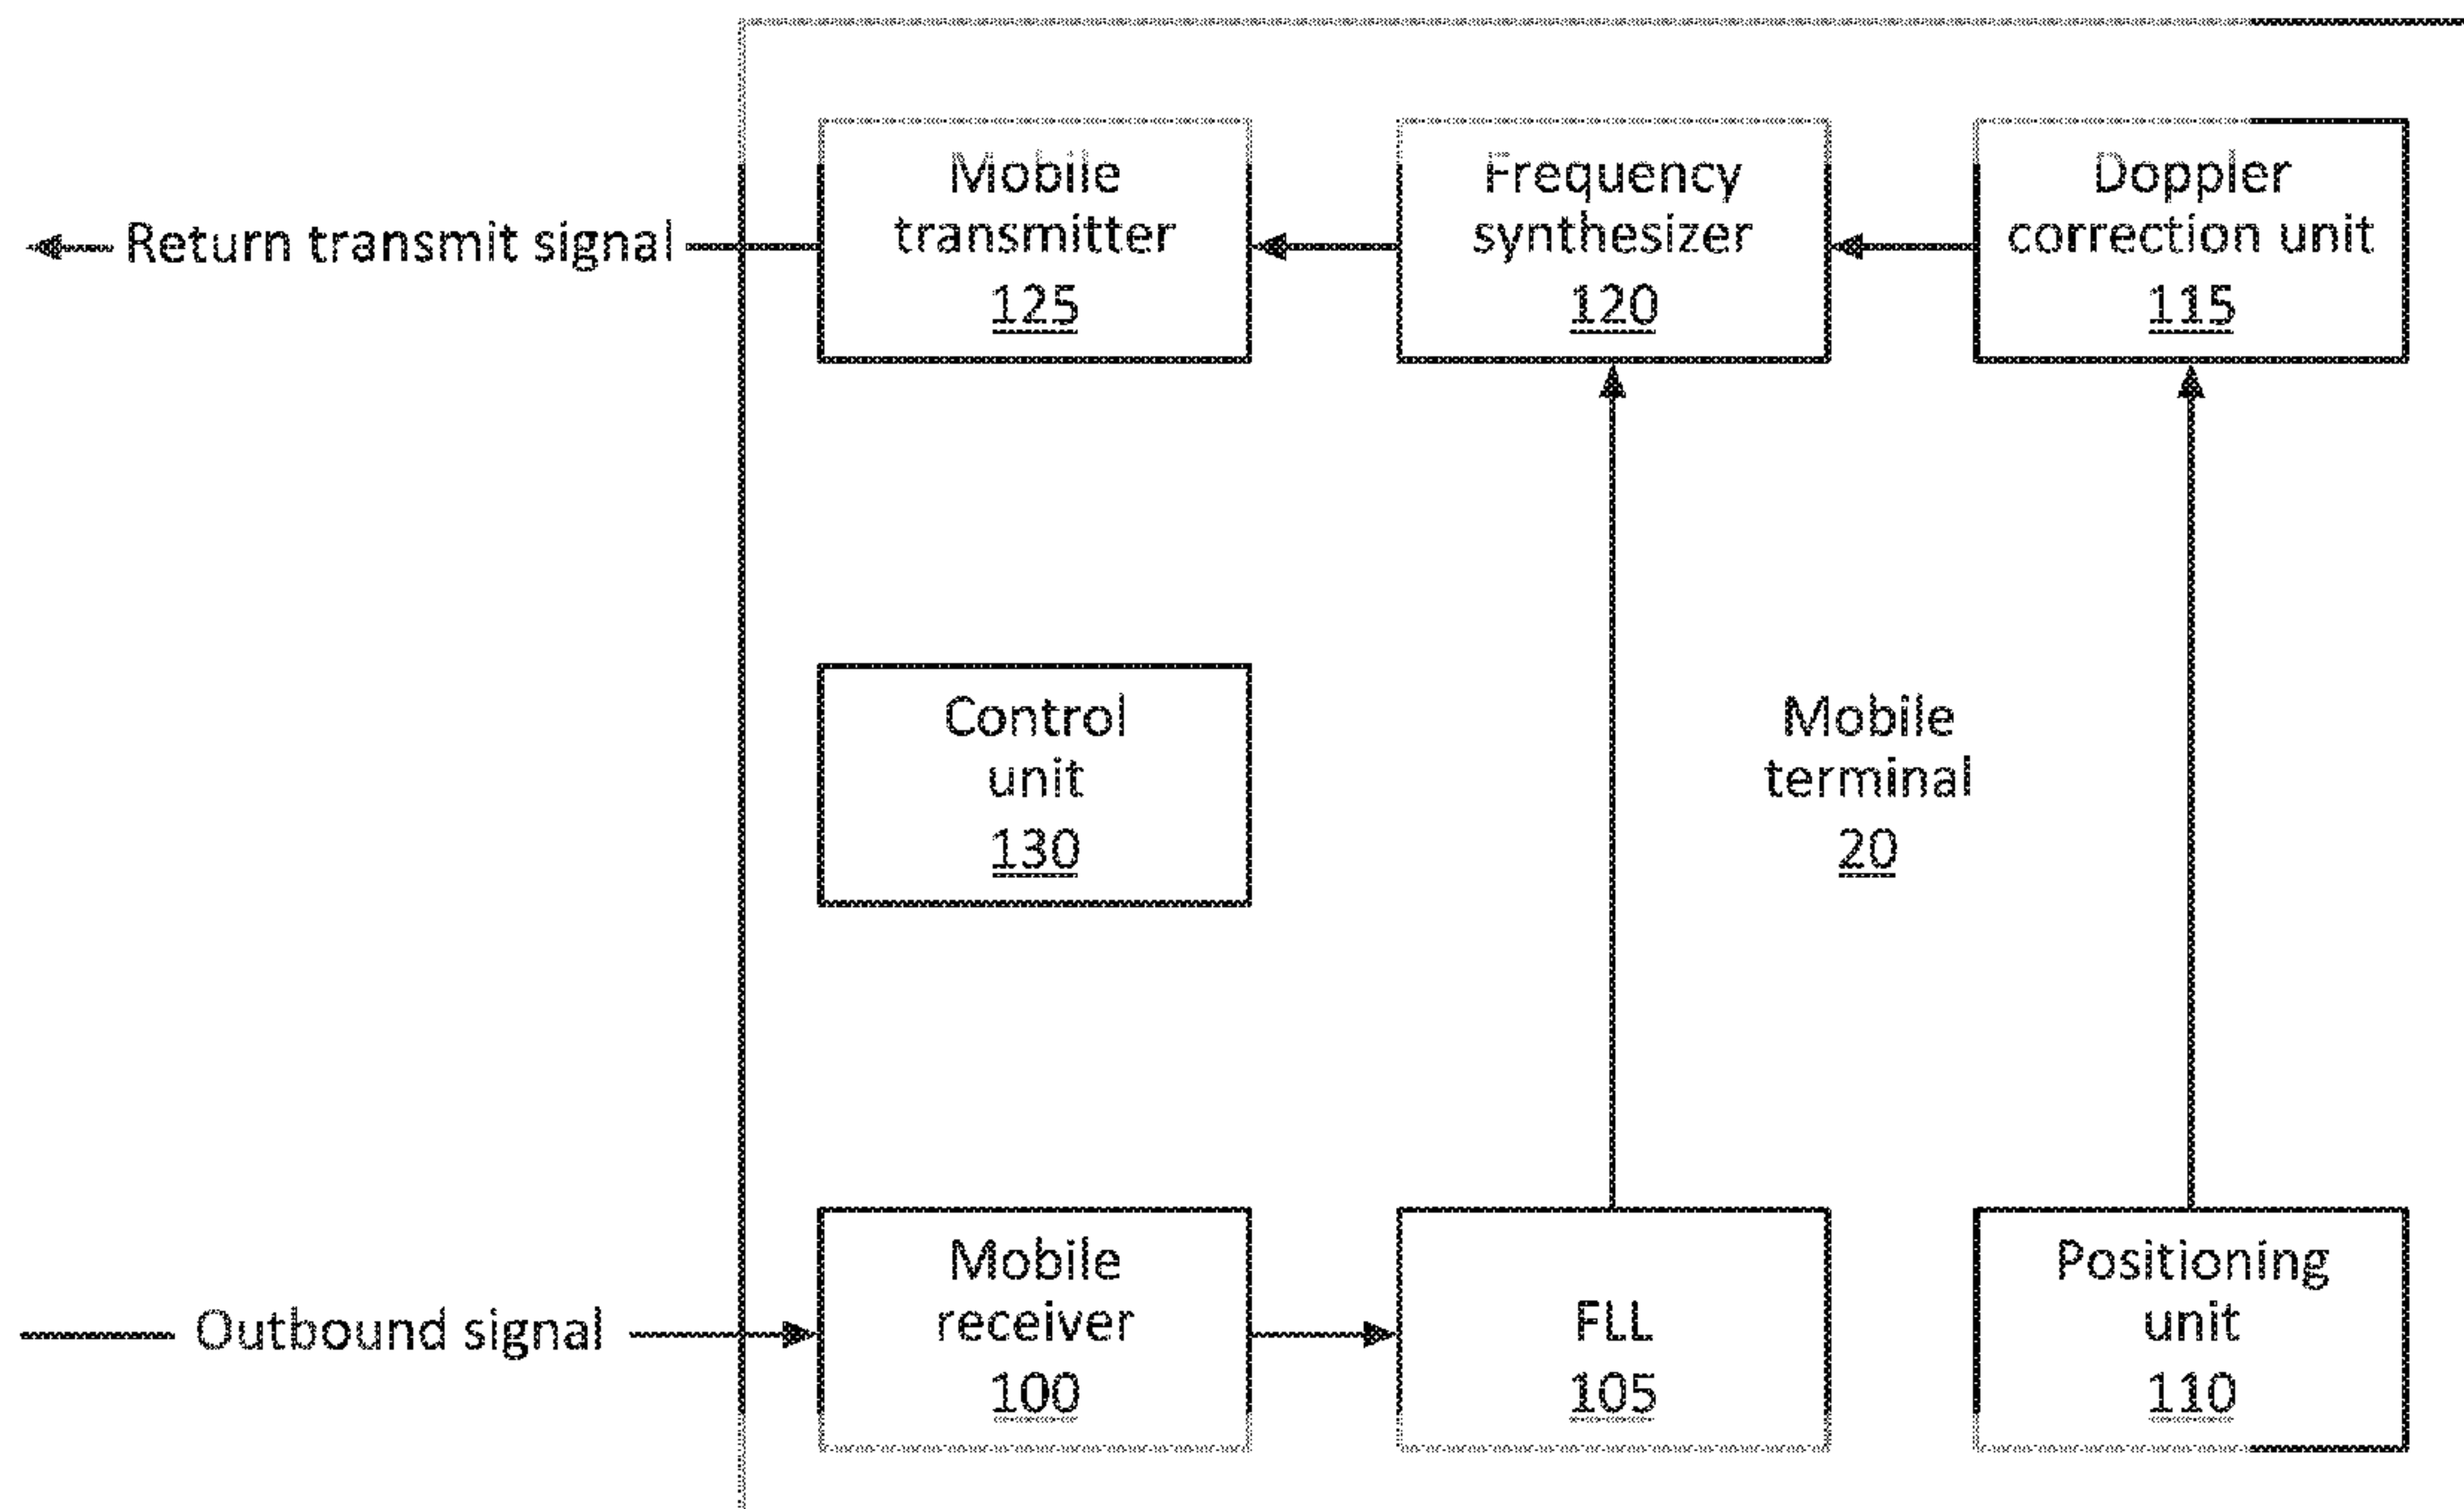 Mobile
transmitter
125
Frequency
synthesizer
120
Doppler
correction unit
115
Return transmit signal
Control
unit
130
Mobile
terminal
20
Outbound signal
Mobile
receiver
100
FLL
105
Positioning
unit
110